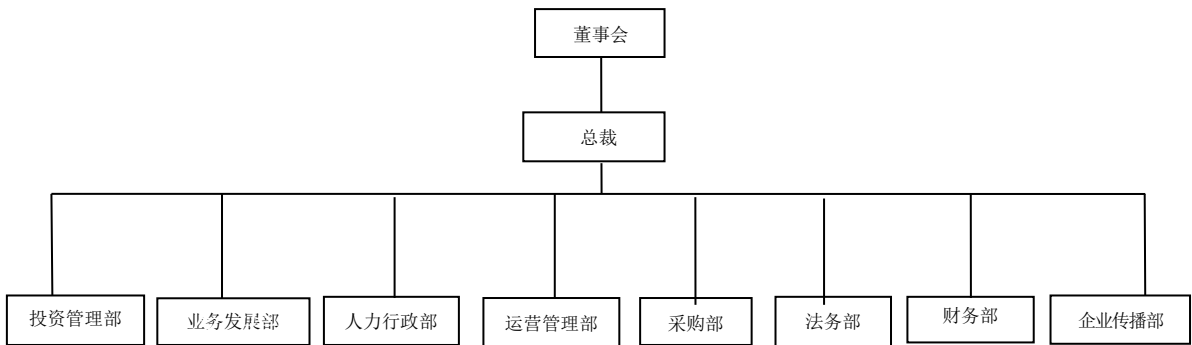 董事会
总裁
投资管理部
业务发展部
人力行政部
运营管理部
采购部
法务部
财务部
企业传播部